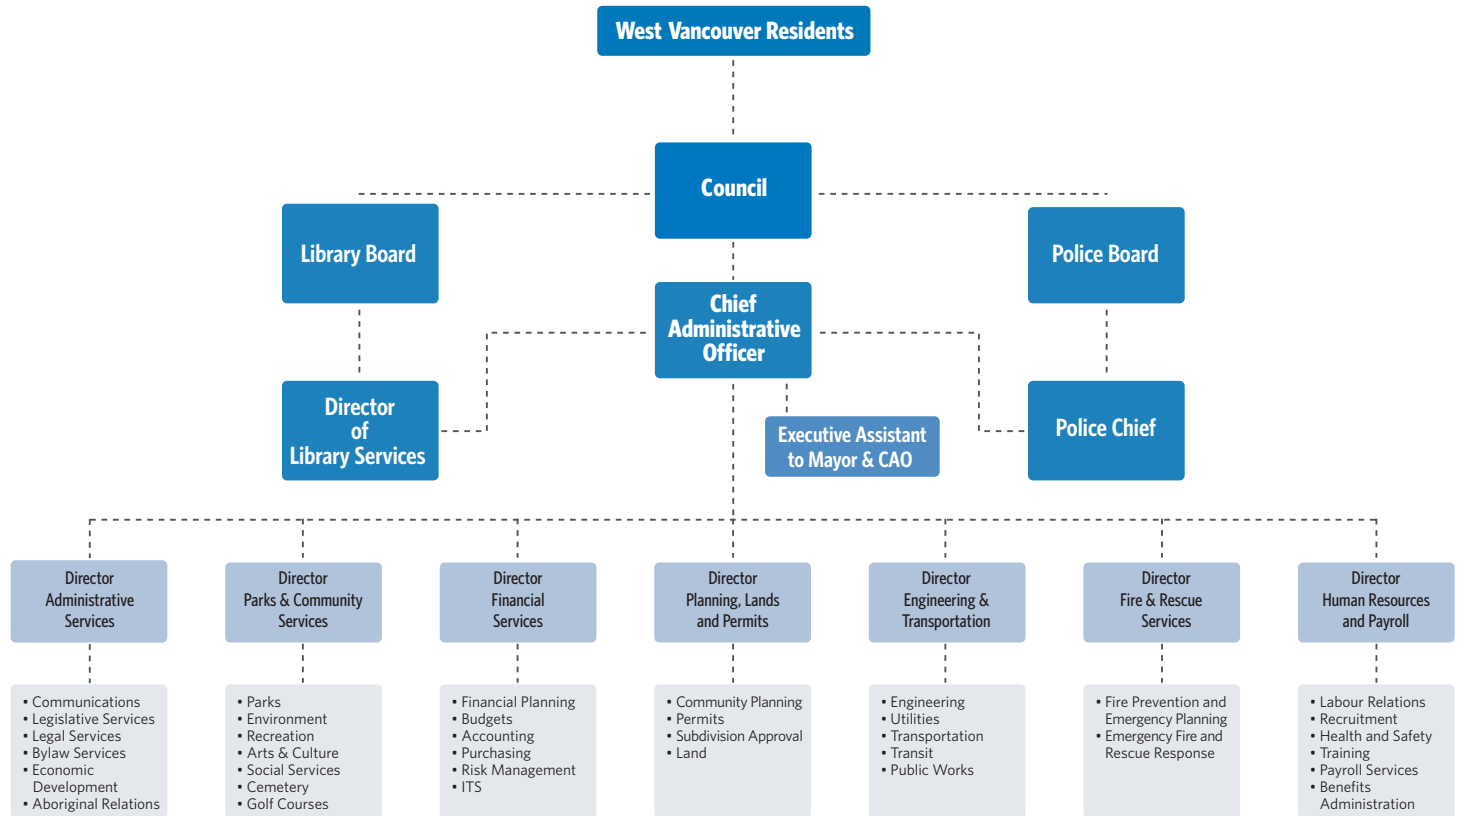 West Vancouver Residents
Council
Library Board
Police Board
Chief
Administrative
Officer
Director
of
Library Services
Executive Assistant
to Mayor & CAO
Police Chief
Director
Administrative
Services
Director
Parks & Community
Services
Director
Financial
Services
Director
Planning, Lands
and Permits
Director
Engineering &
Transportation
Director
Fire & Rescue
Services
Director
Human Resources
and Payroll
• Communications
• Legislative Services
• Legal Services
• Bylaw Services
• Economic
Development
• Aboriginal Relations
• Parks
• Environment
• Recreation
• Arts & Culture
• Social Services
• Cemetery
• Golf Courses
• Financial Planning
• Budgets
• Accounting
• Purchasing
• Risk Management
• ITS
• Community Planning
• Permits
• Subdivision Approval
• Land
• Engineering
• Utilities
• Transportation
• Transit
• Public Works
• Fire Prevention and
Emergency Planning
• Emergency Fire and
Rescue Response
• Labour Relations
• Recruitment
• Health and Safety
• Training
• Payroll Services
• Benefits
Administration